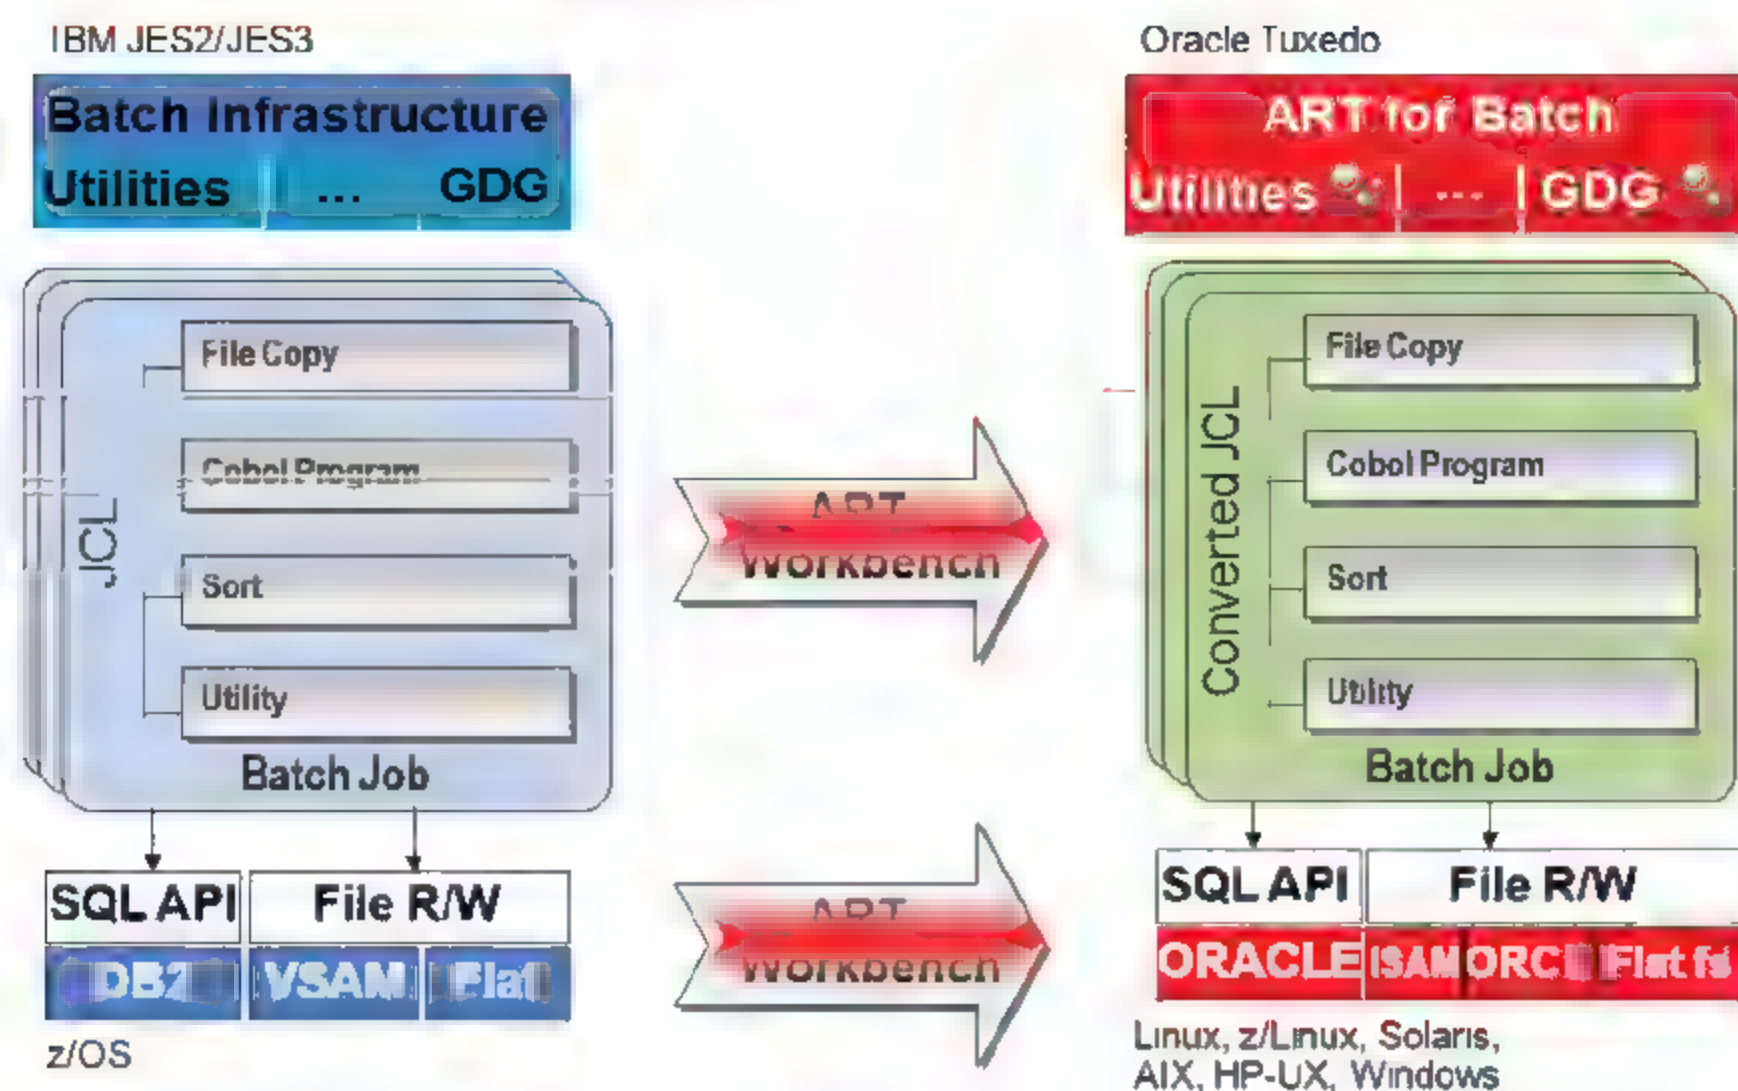 IBM JES2/JES3
Batch Infrastructure
Utilities ... GDG
JCL
File Copy
Cobol Program
Sort
Utility
Batch Job
SQL API File R/W
DB2 VSAM Flat
z/OS
ART
Workbench
ART
Workbench
Oracle Tuxedo
ART for Batch
Utilities ... GDG
Converted JCL
File Copy
Cobol Program
Sort
Utility
Batch Job
SQL API File R/W
ORACLE ISAM Flat
Linux, z/Linux, Solaris,
AIX, HP-UX, Windows